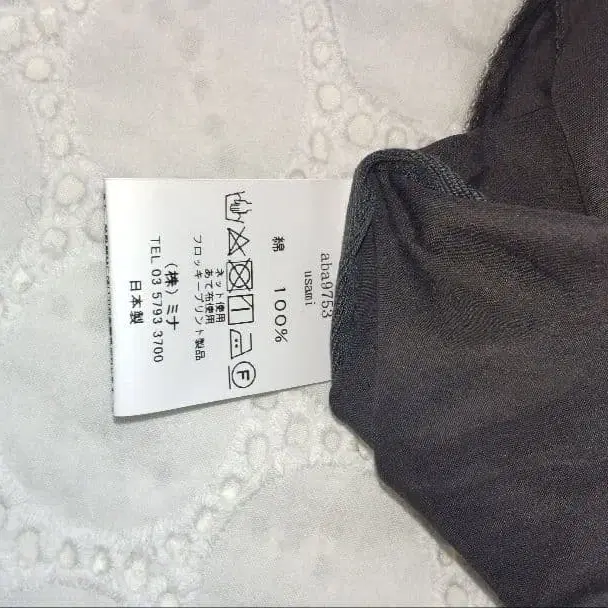 aba9753
usami
綿 100%
F
ネット使用
あて布使用
フロッキープリント製品
(株)ミナ
TEL 03 5793 3700
日本製